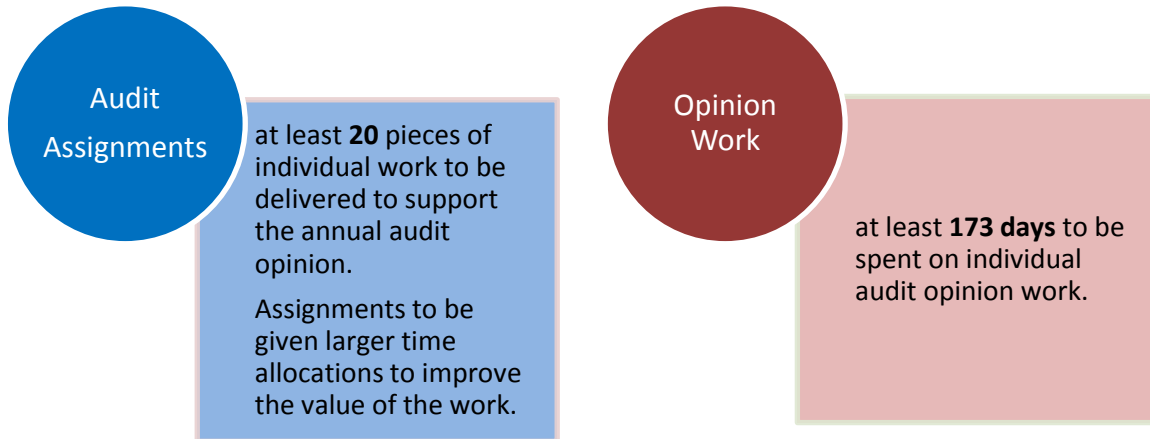 Audit
Assignments
at least 20 pieces of
individual work to be
delivered to support
the annual audit
opinion.
Assignments to be
given larger time
allocations to improve
the value of the work.
Opinion
Work
at least 173 days to be
spent on individual
audit opinion work.